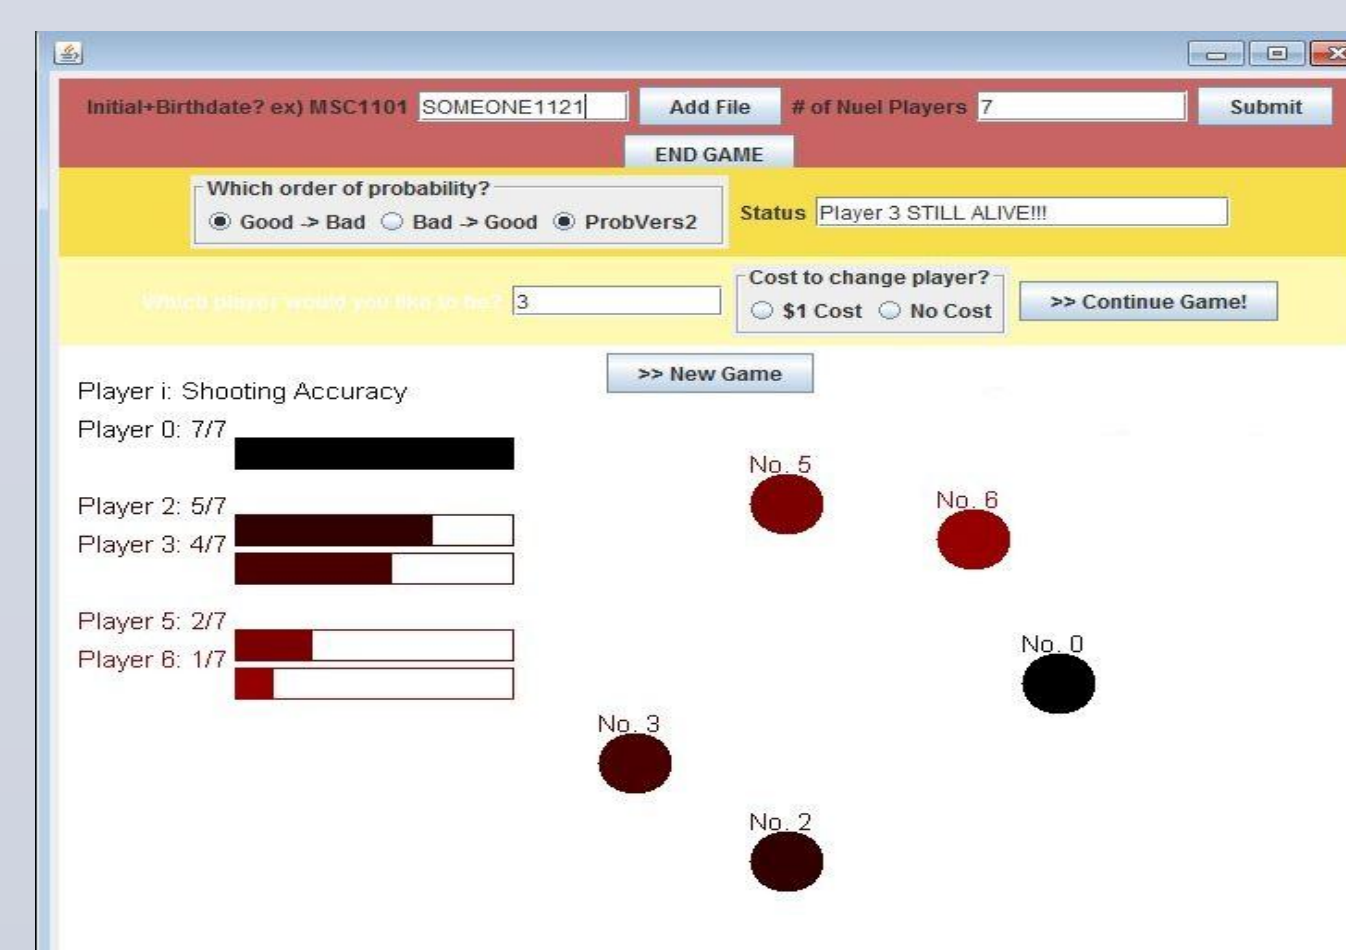 Initial+Birthdate? ex) MSC1101 SOMEONE1121 Add File # of Nuel Players 7 Submit
END GAME
Which order of probability?
Good -> Bad Bad -> Good ProbVers2 Status Player 3 STILL ALIVE!!!
Which player would you like to be? 3 Cost to change player?
$1 Cost No Cost >> Continue Game!
>> New Game
Player i: Shooting Accuracy
Player 0: 7/7
Player 2: 5/7
Player 3: 4/7
Player 5: 2/7
Player 6: 1/7
No. 5
No. 6
No. 0
No. 3
No. 2